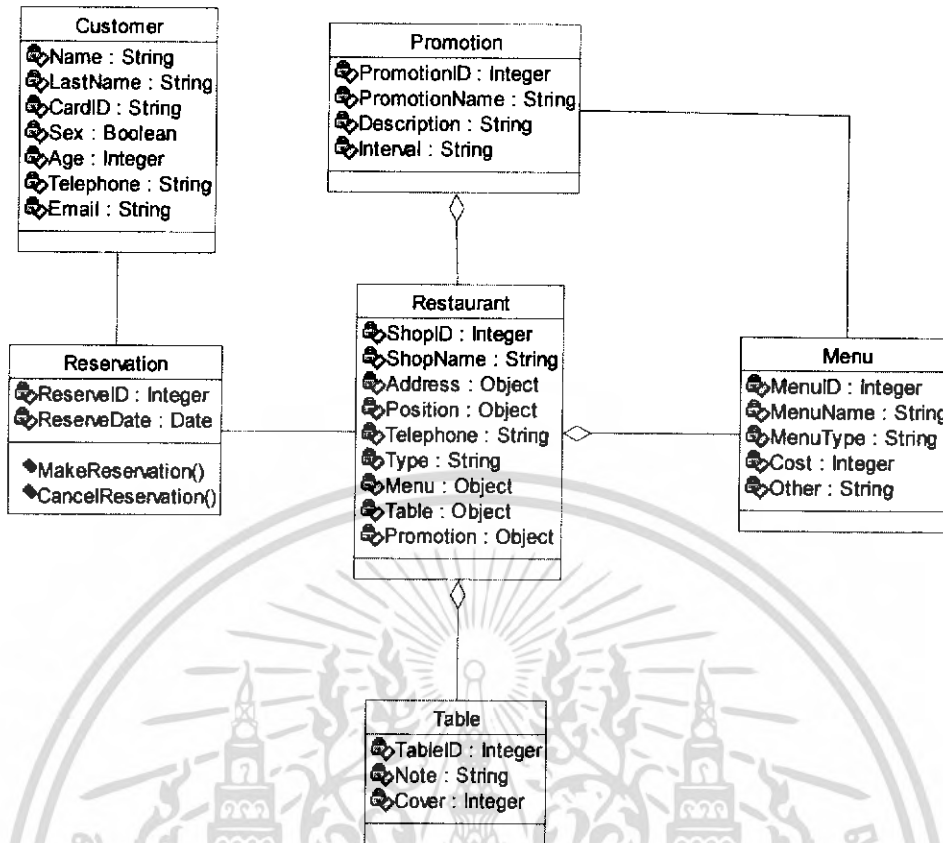 Customer
Name : String
LastName : String
CardID : String
Sex : Boolean
Age : Integer
Telephone : String
Email : String
Promotion
PromotionID : Integer
PromotionName : String
Description : String
Interval : String
Reservation
ReserveID : Integer
ReserveDate : Date
MakeReservation()
CancelReservation()
Restaurant
ShopID : Integer
ShopName : String
Address : Object
Position : Object
Telephone : String
Type : String
Menu : Object
Table : Object
Promotion : Object
Menu
MenuID : Integer
MenuName : String
MenuType : String
Cost : Integer
Other : String
Table
TableID : Integer
Note : String
Cover : Integer